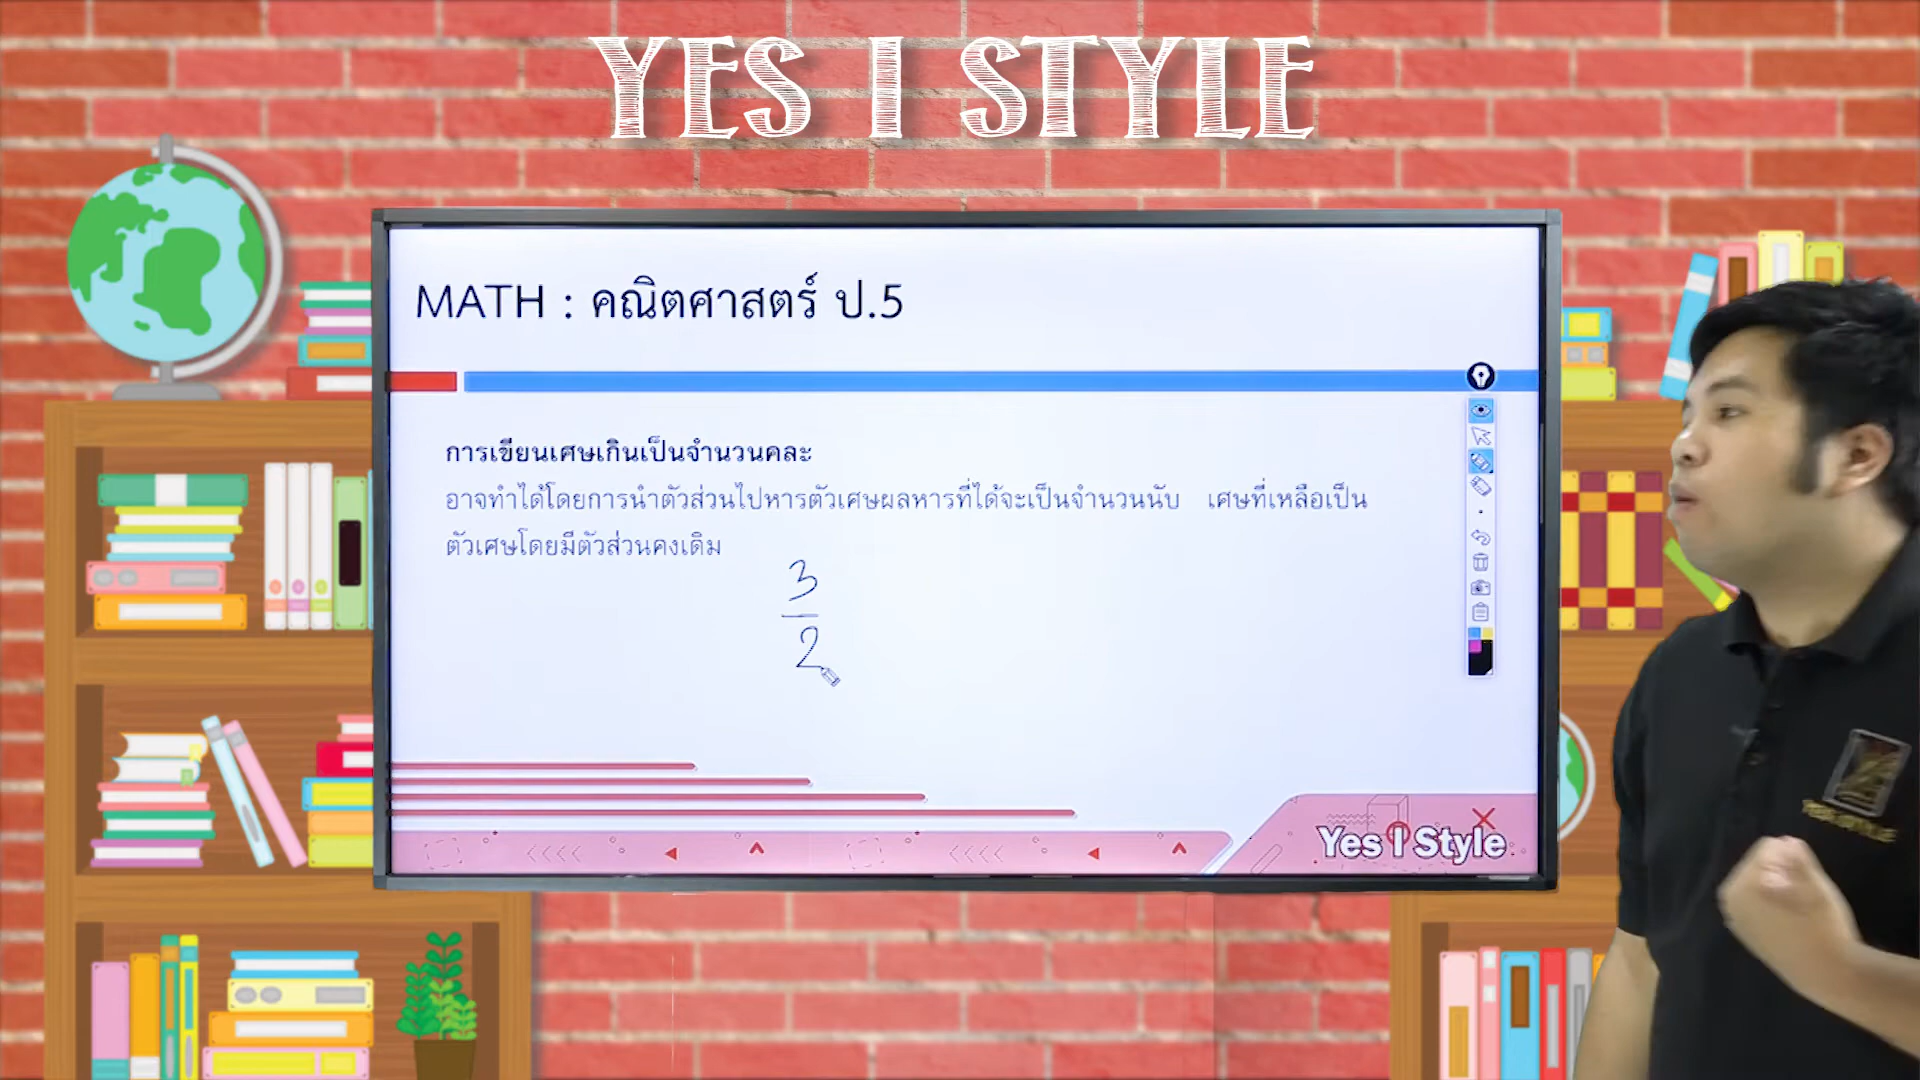 YES I STYLE
MATH : คณิตศาสตร์ ป.5
การเขียนเศษเกินเป็นจำนวนคละ
อาจทำได้โดยการนำตัวส่วนไปหารตัวเศษผลหารที่ได้จะเป็นจำนวนนับ เศษที่เหลือเป็น
ตัวเศษโดยมีตัวส่วนคงเดิม
3
2
Yes I Style